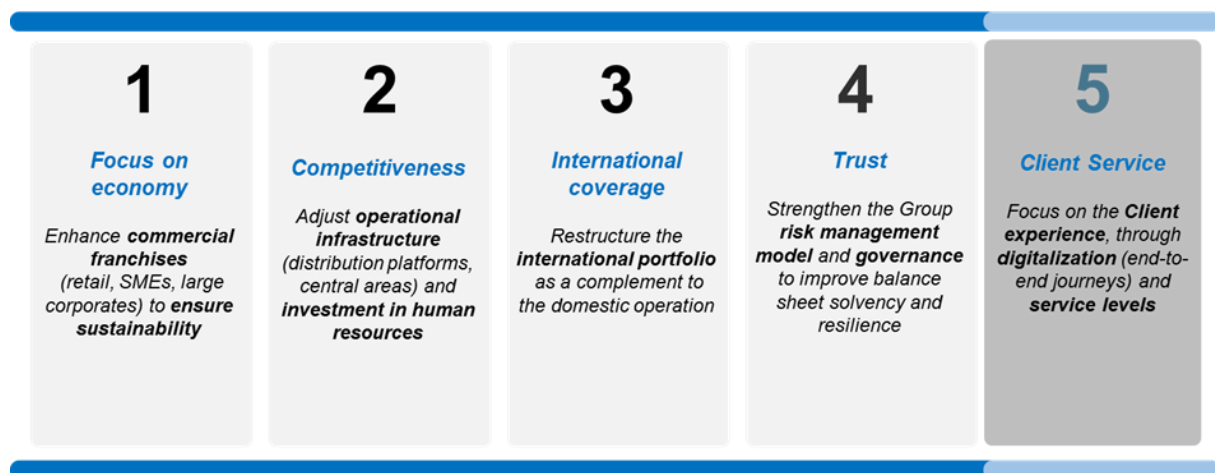 1
Focus on
economy
Enhance commercial
franchises
(retail, SMEs, large
corporates) to ensure
sustainability
2
Competitiveness
Adjust operational
infrastructure
(distribution platforms,
central areas) and
investment in human
resources
3
International
coverage
Restructure the
international portfolio
as a complement to
the domestic operation
4
Trust
Strengthen the Group
risk management
model and governance
to improve balance
sheet solvency and
resilience
5
Client Service
Focus on the Client
experience, through
digitalization (end-to-
end journeys) and
service levels